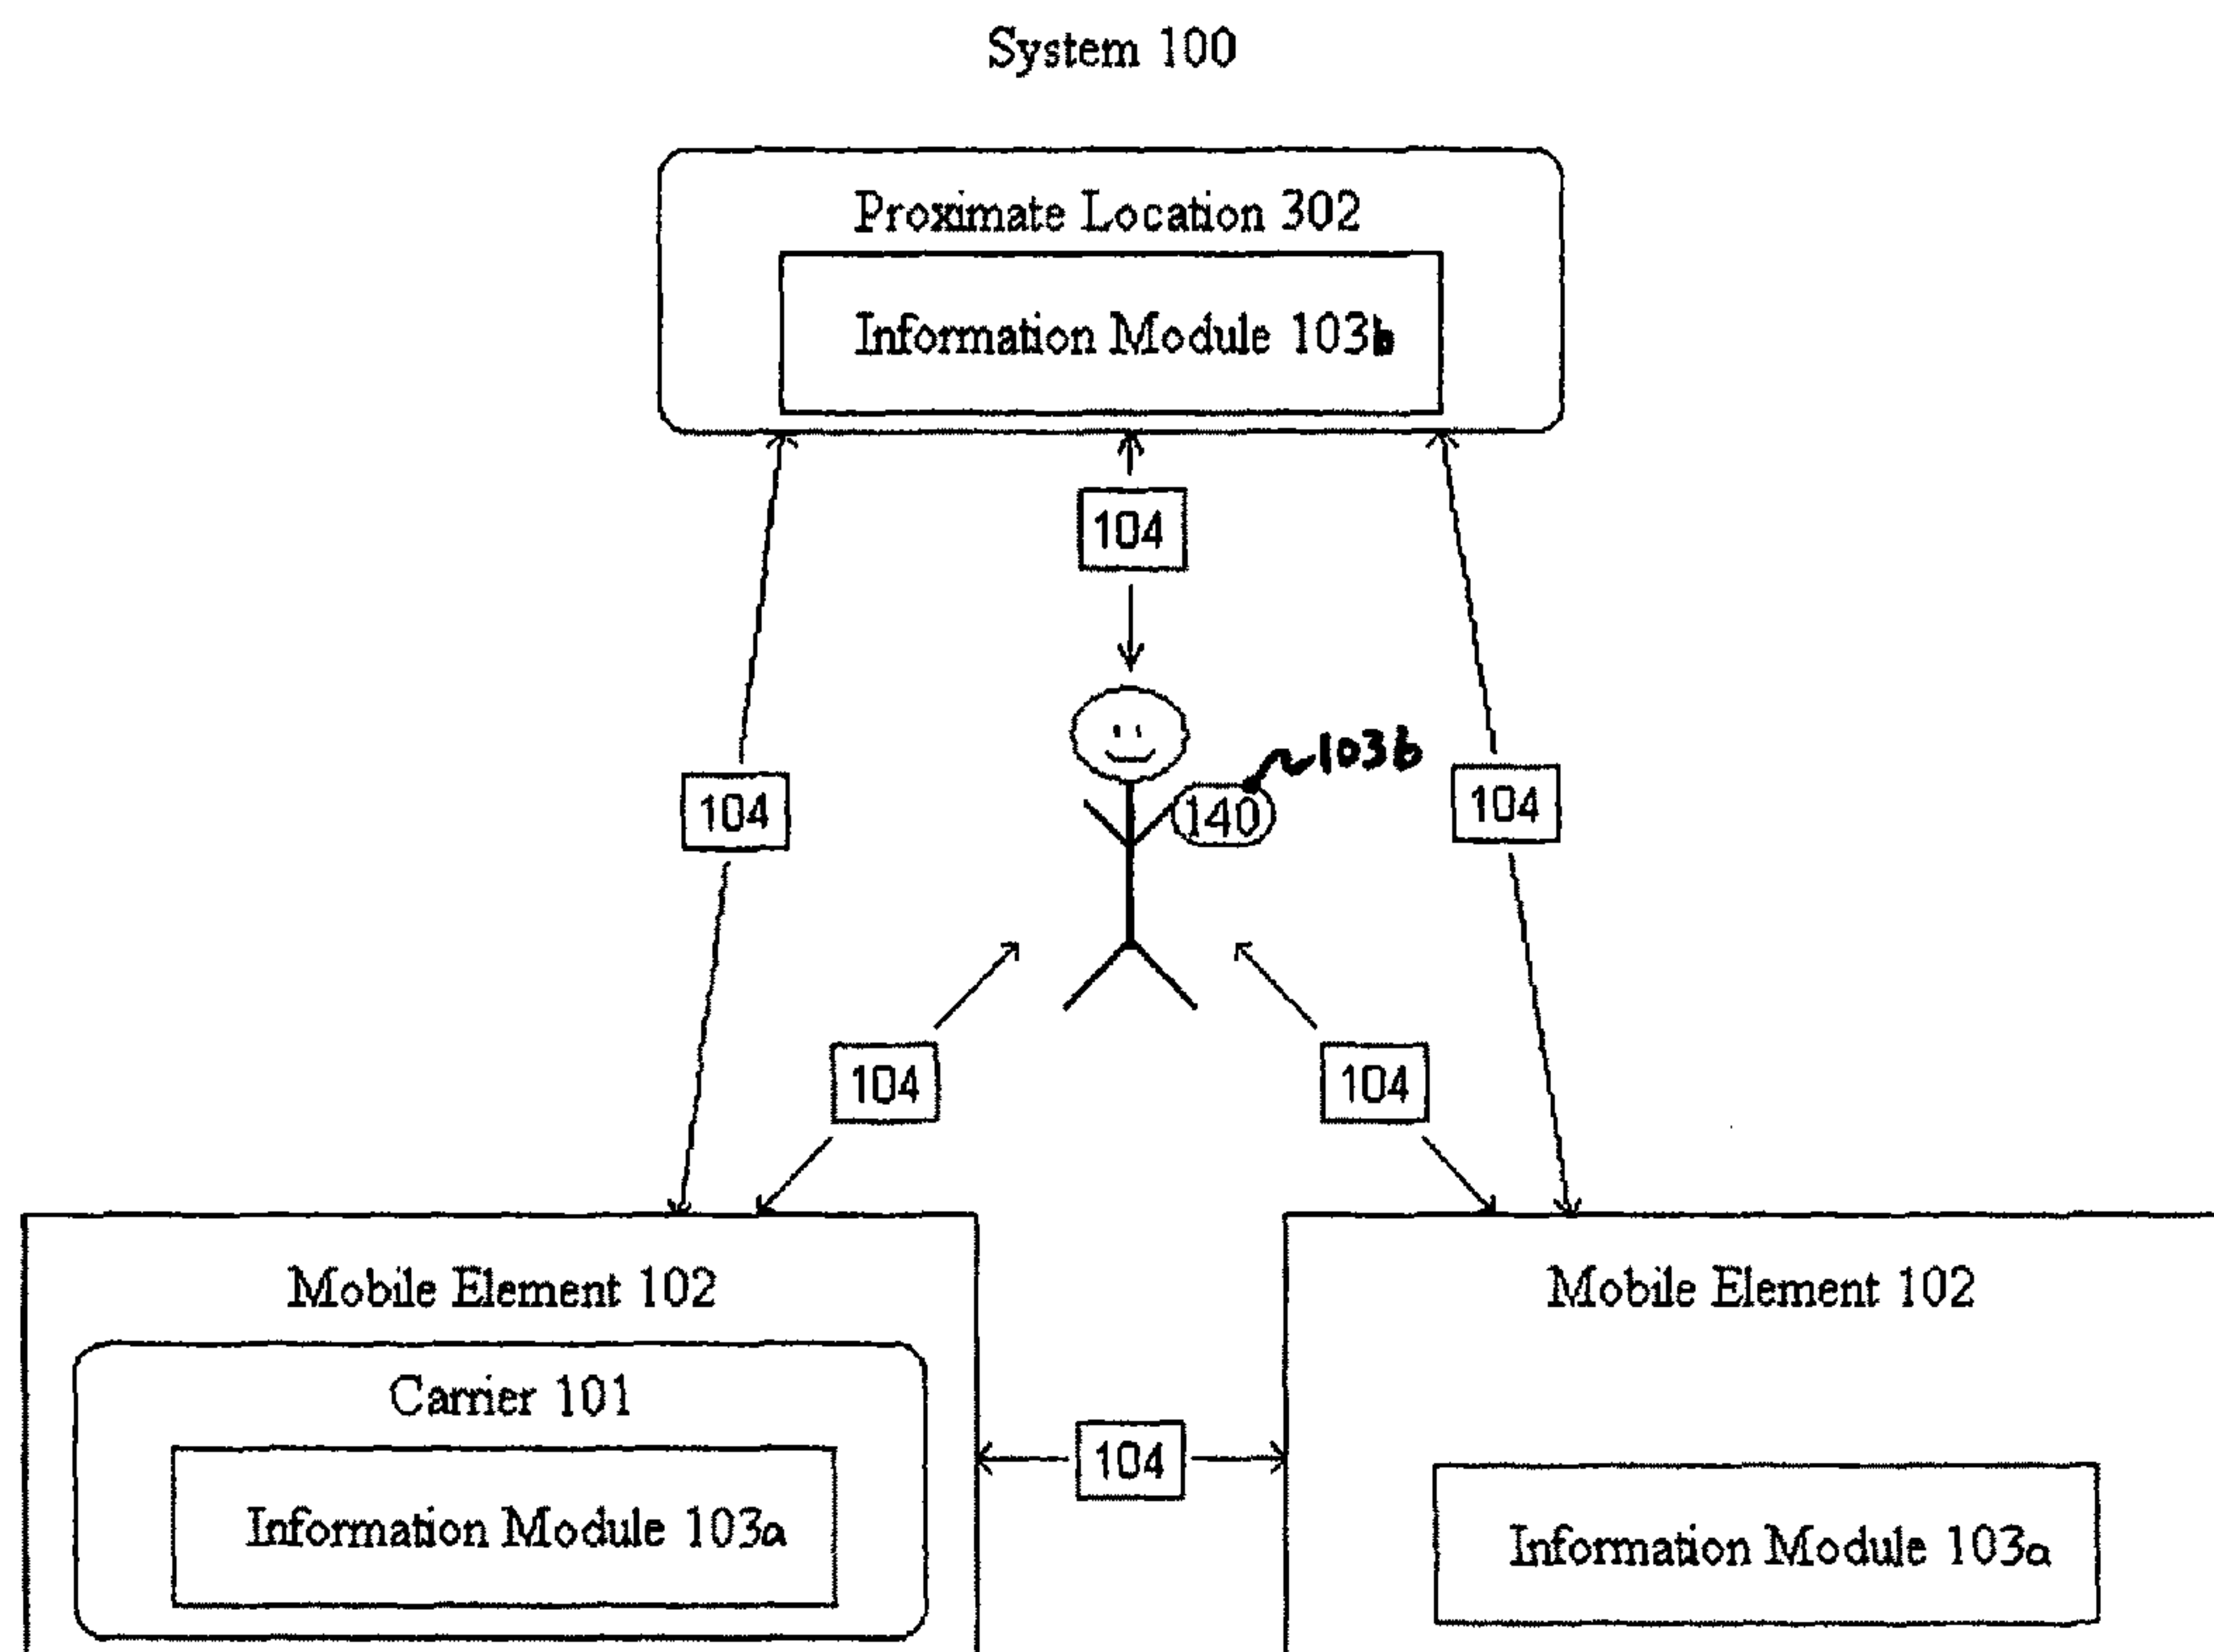 System 100
Proximate Location 302
Information Module 103b
104
~103b
140
104
104
104
104
Mobile Element 102
Mobile Element 102
Carrier 101
104
Information Module 103a
Information Module 103a